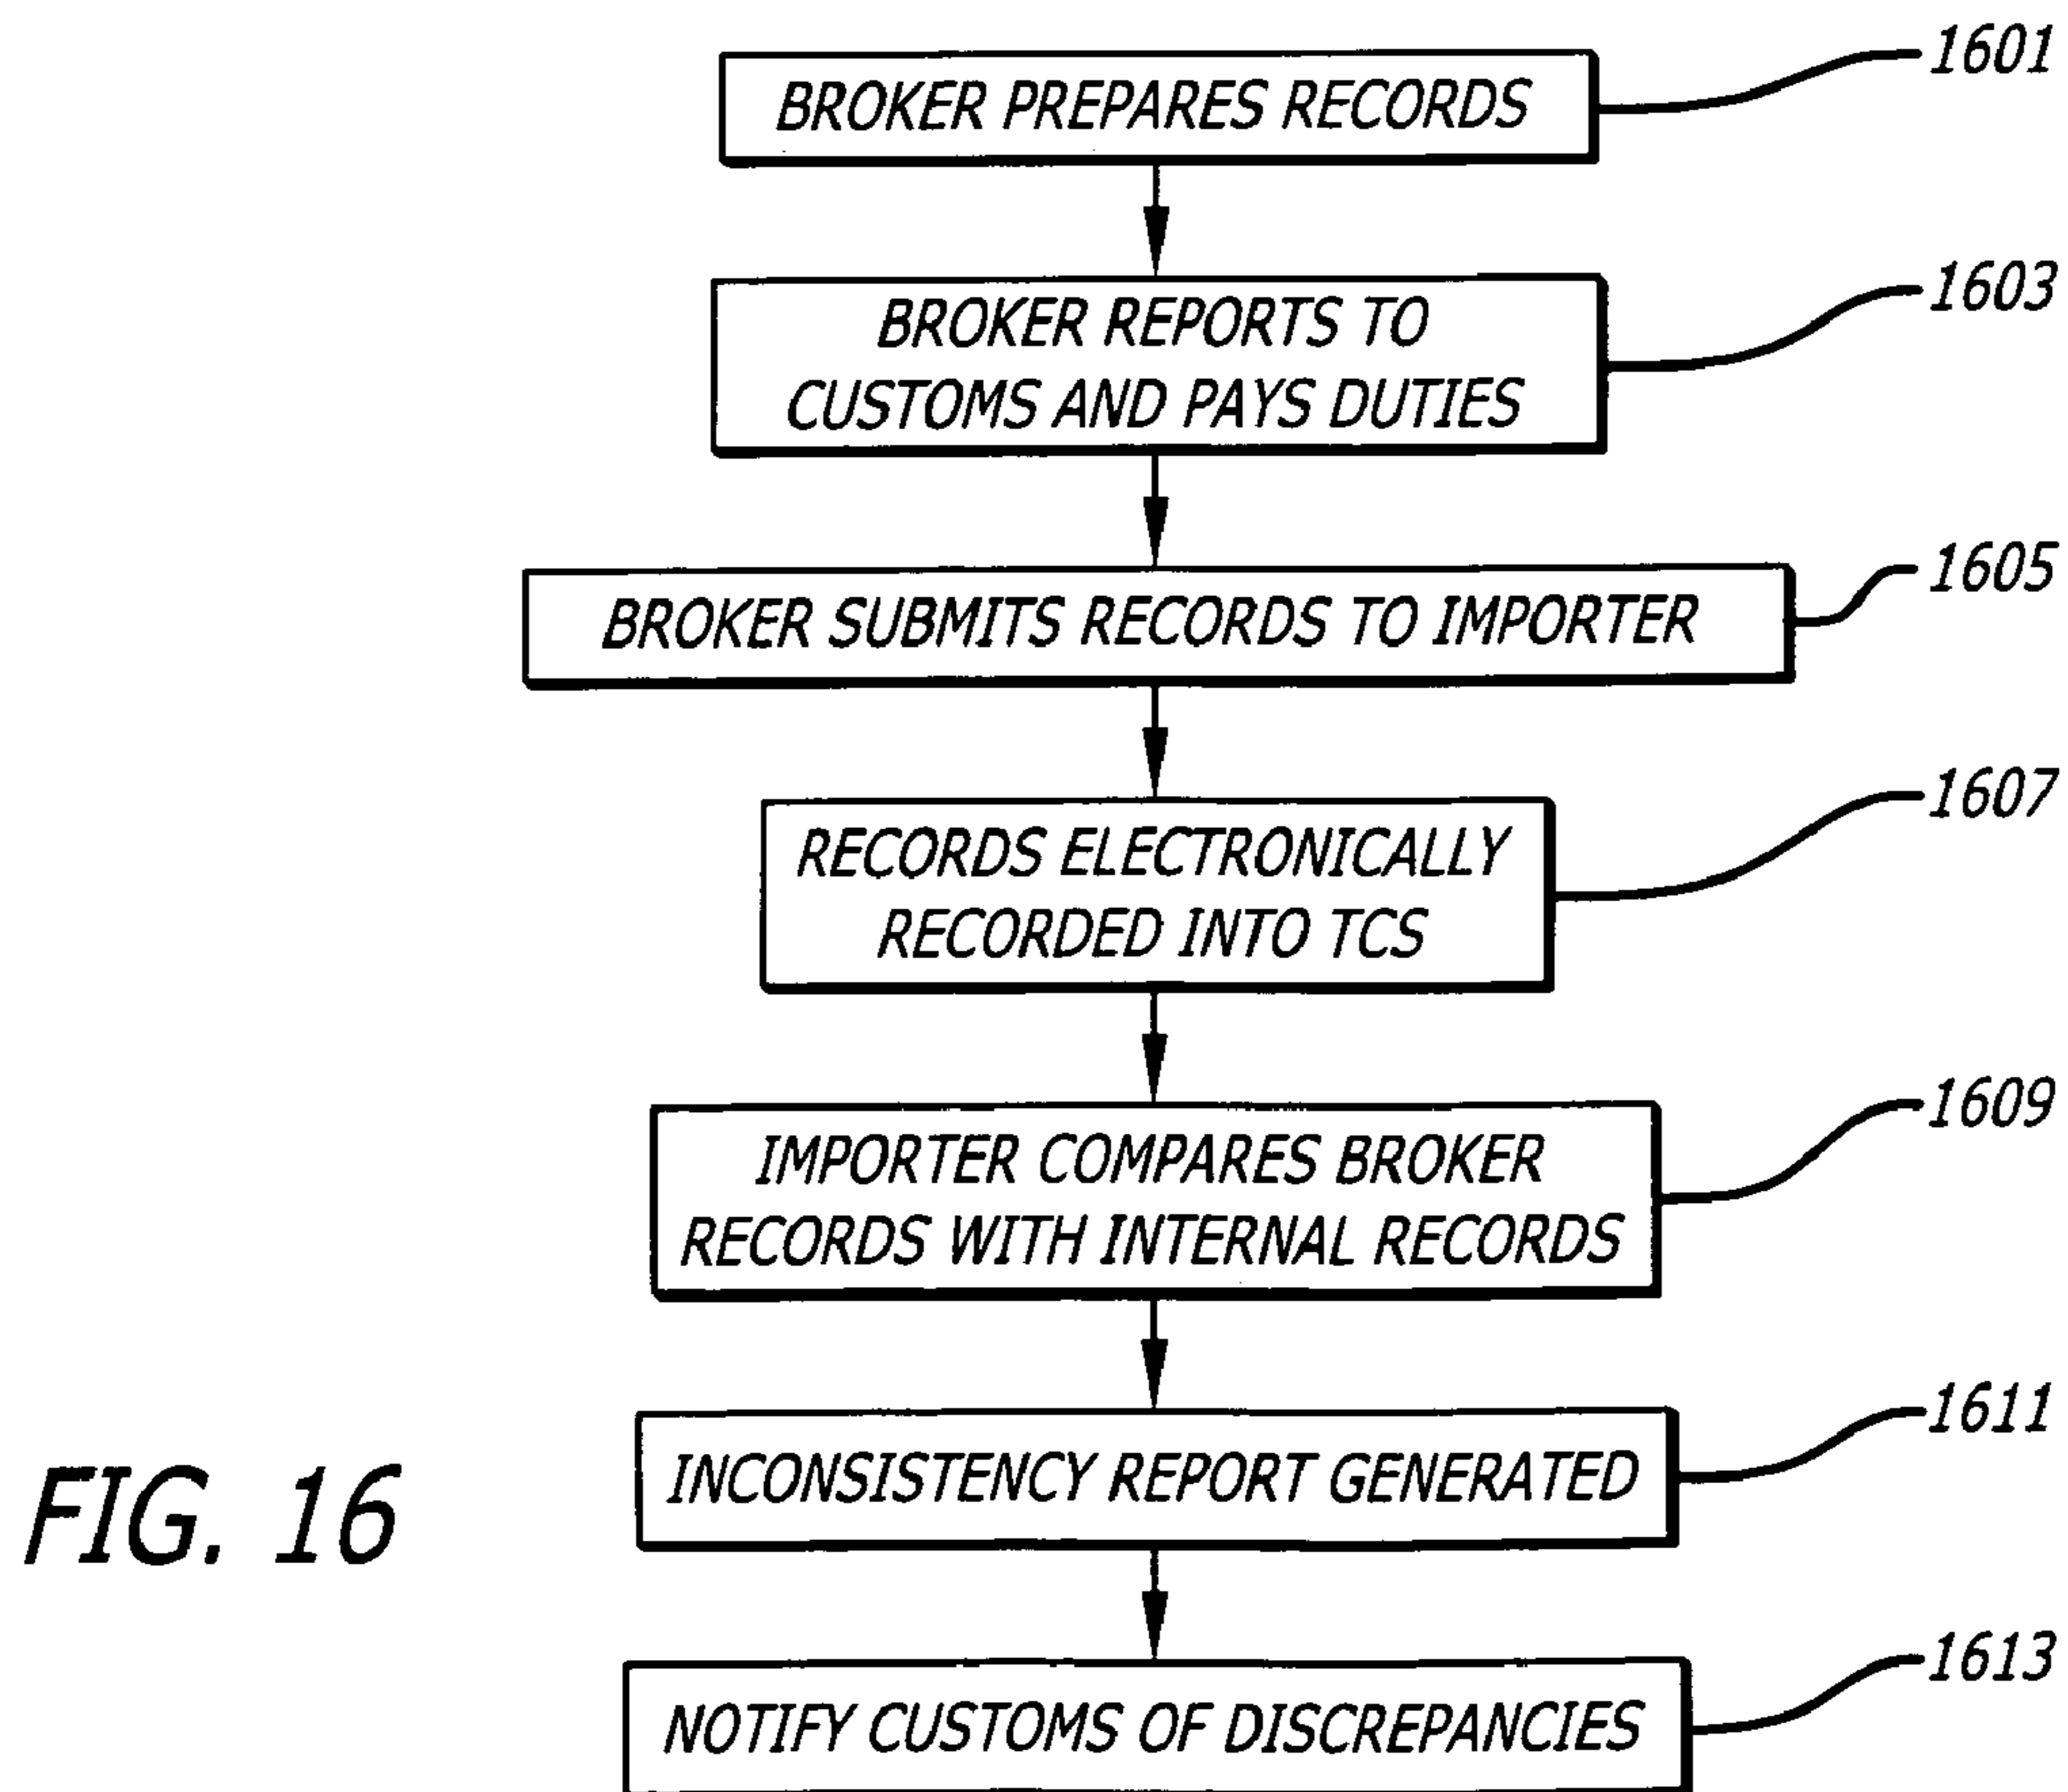 BROKER PREPARES RECORDS
1601
BROKER REPORTS TO
CUSTOMS AND PAYS DUTIES
1603
BROKER SUBMITS RECORDS TO IMPORTER
1605
RECORDS ELECTRONICALLY
RECORDED INTO TCS
1607
IMPORTER COMPARES BROKER
RECORDS WITH INTERNAL RECORDS
1609
INCONSISTENCY REPORT GENERATED
1611
NOTIFY CUSTOMS OF DISCREPANCIES
1613
FIG. 16